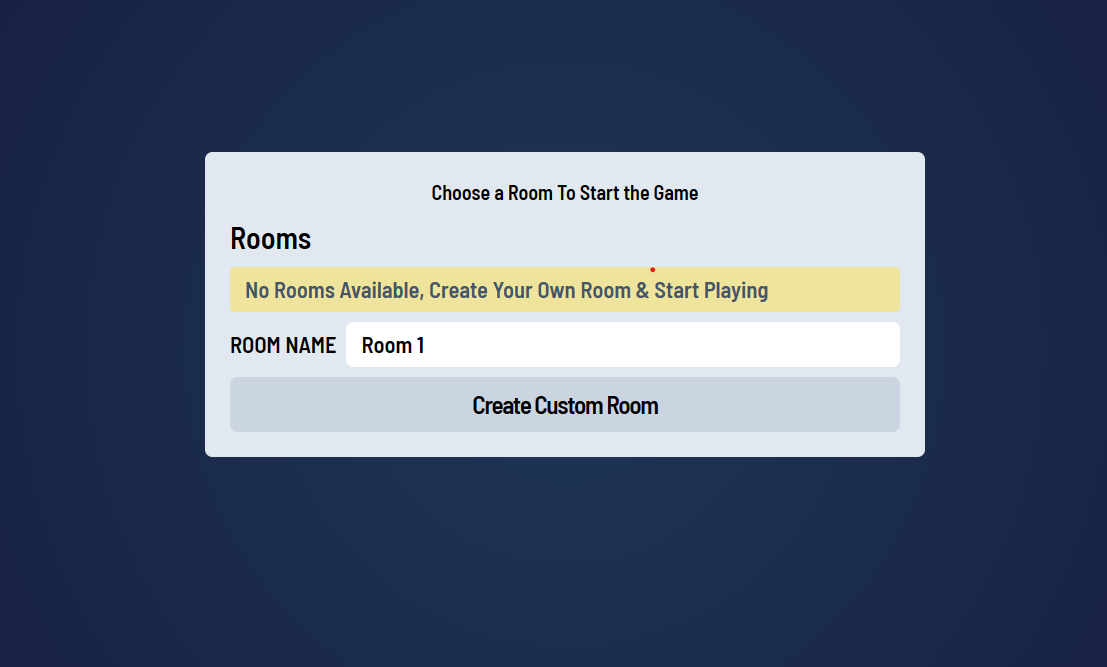 Choose a Room To Start the Game
Rooms
No Rooms Available, Create Your Own Room & Start Playing
ROOM NAME Room 1
Create Custom Room